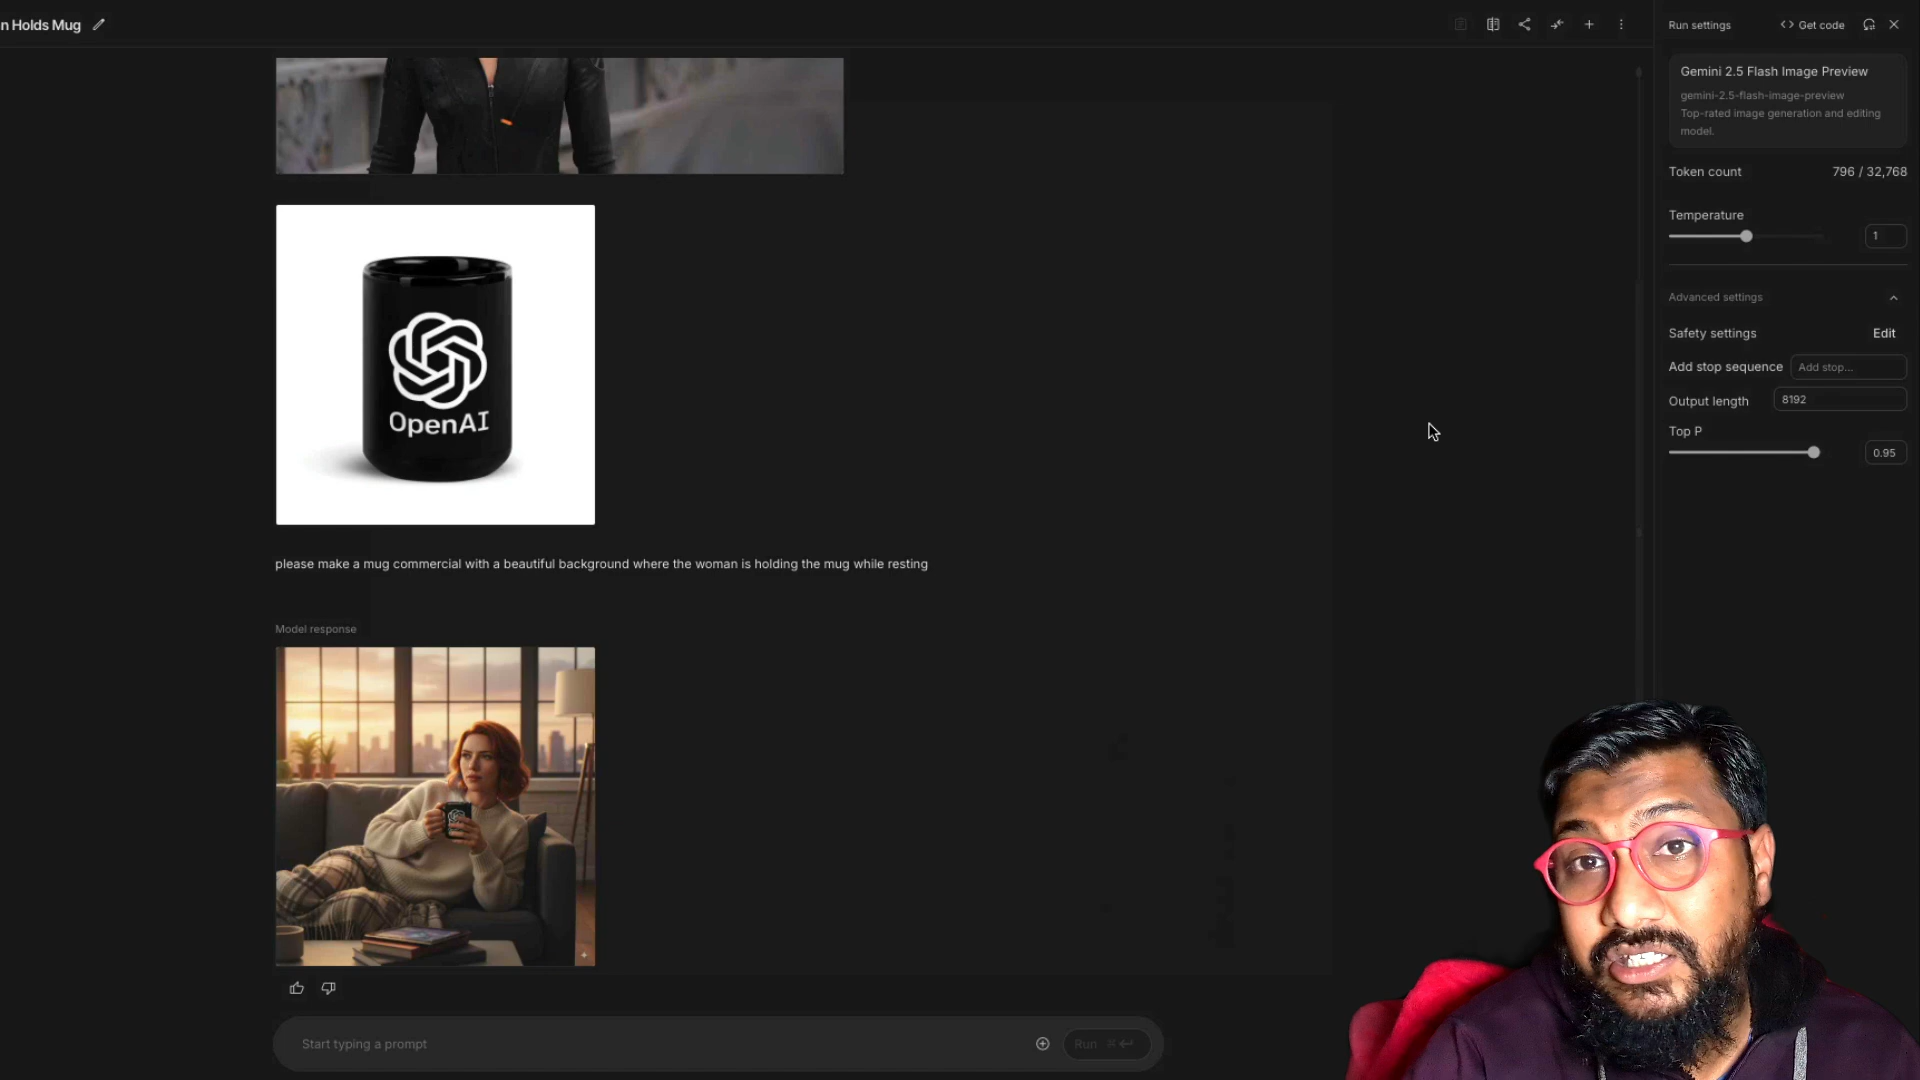 n Holds Mug
OpenAI
please make a mug commercial with a beautiful background where the woman is holding the mug while resting
Model response
Start typing a prompt
Run
Run settings
Get code
Gemini 2.5 Flash Image Preview
gemini-2.5-flash-image-preview
Top-rated image generation and editing
model.
Token count 796 / 32,768
Temperature
1
Advanced settings
Safety settings Edit
Add stop sequence Add stop...
Output length 8192
Top P
0.95